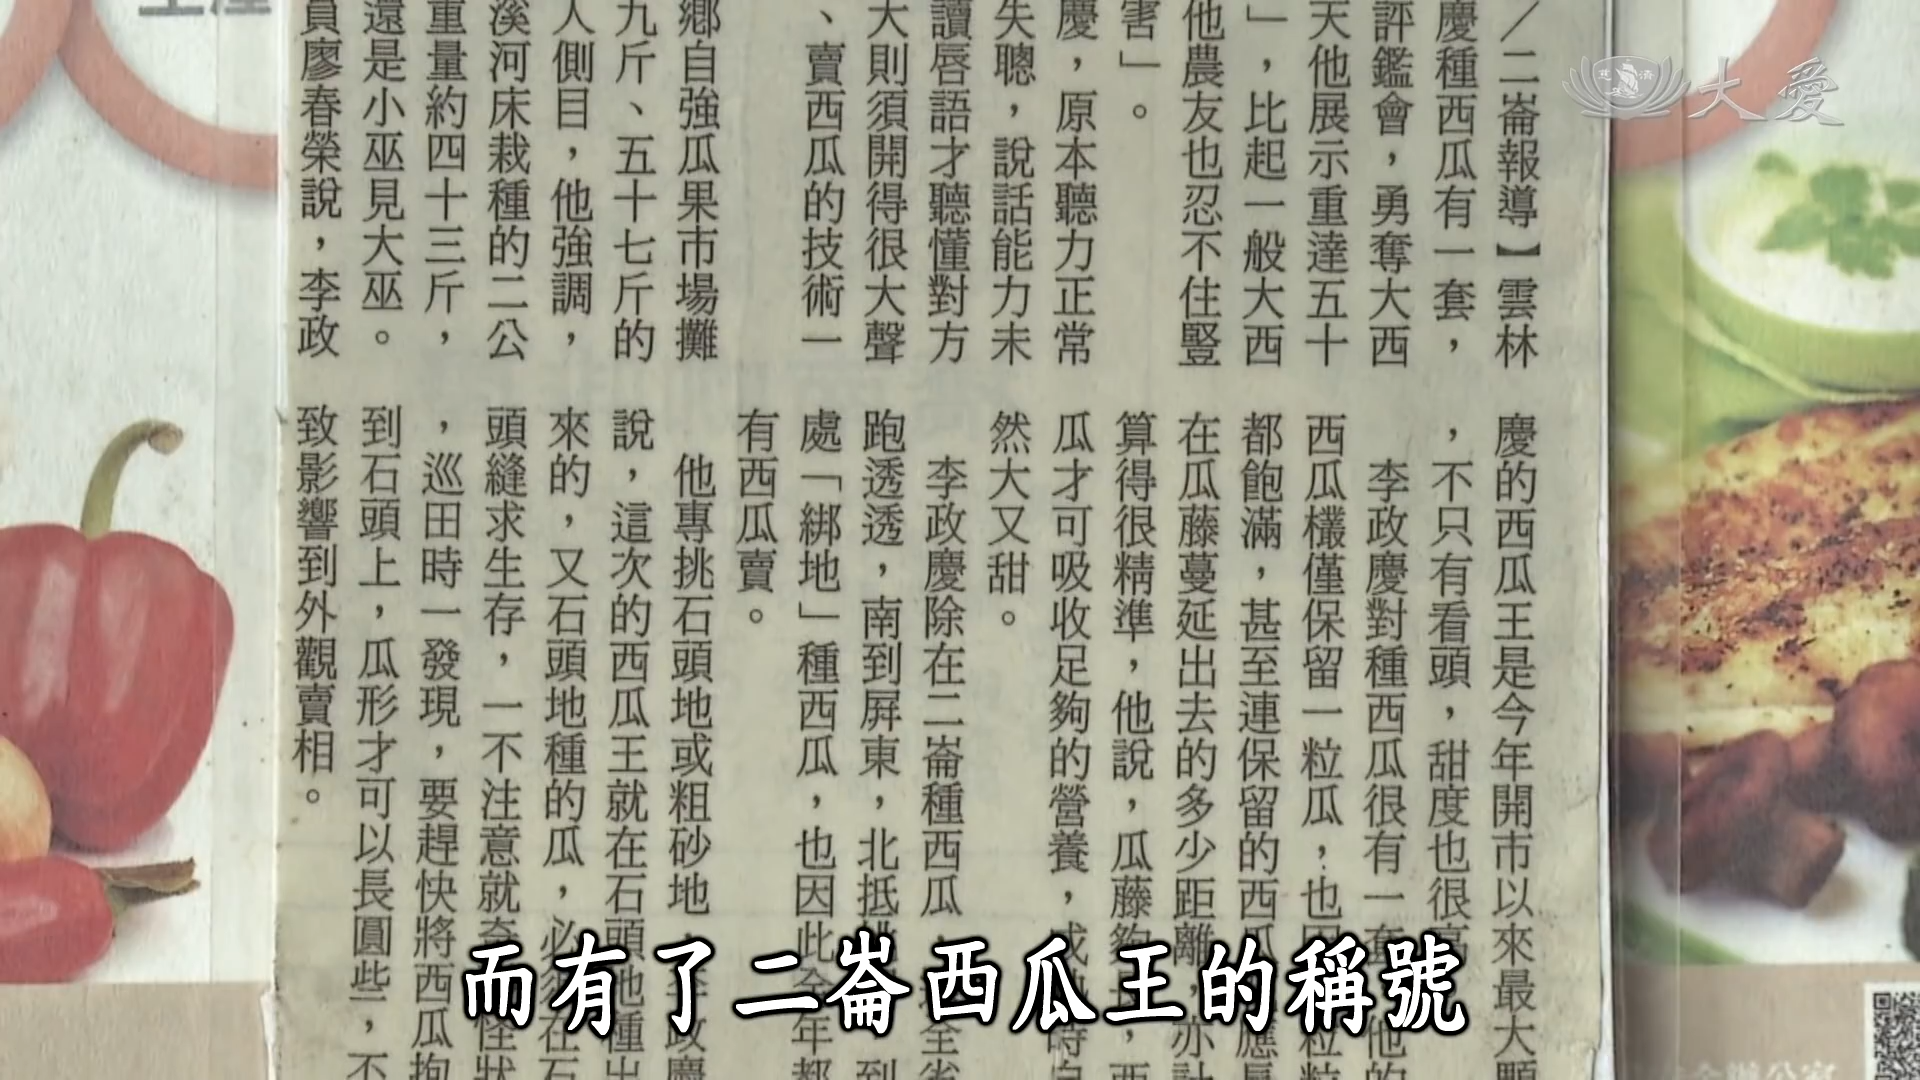 ／二崙報導】雲林
慶種西瓜有一套，
評鑑會，勇奪大西
天他展示重達五十
」，比起一般大西
他農友也忍不住豎
害」。
慶，原本聽力正常
失聰，說話能力未
讀唇語才聽懂對方
大則須開得很大聲
、賣西瓜的技術一
鄉自強瓜果市場攤
九斤、五十七斤的
人側目，他強調，
溪河床栽種的二公
重量約四十三斤，
還是小巫見大巫。
員廖春榮說，李政
慶的西瓜王是今年開市以來最大顆
，不只有看頭，甜度也很高
李政慶對種西瓜很有一套，他的
西瓜欉僅保留一粒瓜，也因
都飽滿，甚至連保留的西瓜
在瓜藤蔓延出去的多少距離，亦計
算得很精準，他說，瓜藤夠
瓜才可吸收足夠的營養，成
然大又甜。
李政慶除在二崙種西瓜
跑透透，南到屏東，北抵
處「綁地」種西瓜，也因此全年都
有西瓜賣。
他專挑石頭地或粗砂地
說，這次的西瓜王就在石頭地種出
來的，又石頭地種的瓜，必須在石
頭縫求生存，一不注意就奇形怪狀
，巡田時一發現，要趕快將西瓜抱
到石頭上，瓜形才可以長圓些，不
致影響到外觀賣相。
大愛
而有了二崙西瓜王的稱號